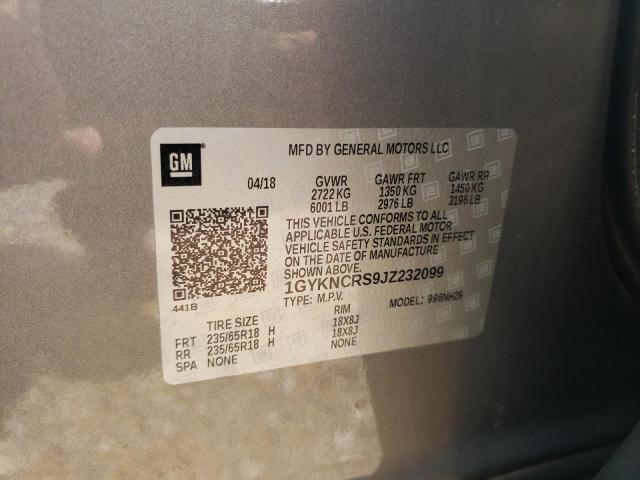 GM
MFD BY GENERAL MOTORS LLC
04/18 GVWR GAWR FRT GAWR RR
2722 KG 1350 KG 1450 KG
6001 LB 2976 LB 3196 LB
THIS VEHICLE CONFORMS TO ALL
APPLICABLE U.S. FEDERAL MOTOR
VEHICLE SAFETY STANDARDS IN EFFECT
ON THE DATE OF MANUFACTURE
SHOWN ABOVE.
1GYKNCRS9JZ232099
441B TYPE: M.P.V. MODEL: 996NH26
TIRE SIZE RIM
FRT 235/65R18 H 18X8J
RR 235/65R18 H 18X8J
SPA NONE NONE